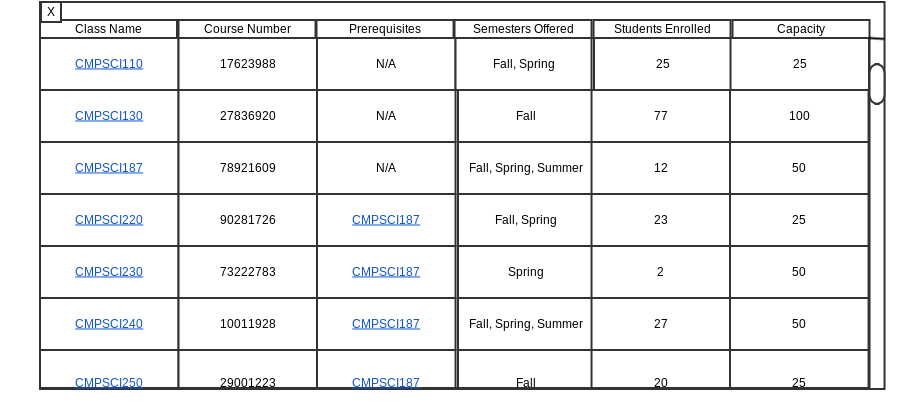 X
Class Name Course Number Prerequisites Semesters Offered Students Enrolled Capacity
CMPSCI110 17623988 N/A Fall, Spring 25 25
CMPSCI130 27836920 N/A Fall 77 100
CMPSCI187 78921609 N/A Fall, Spring, Summer 12 50
CMPSCI220 90281726 CMPSCI187 Fall, Spring 23 25
CMPSCI230 73222783 CMPSCI187 Spring 2 50
CMPSCI240 10011928 CMPSCI187 Fall, Spring, Summer 27 50
CMPSCI250 29001223 CMPSCI187 Fall 20 25